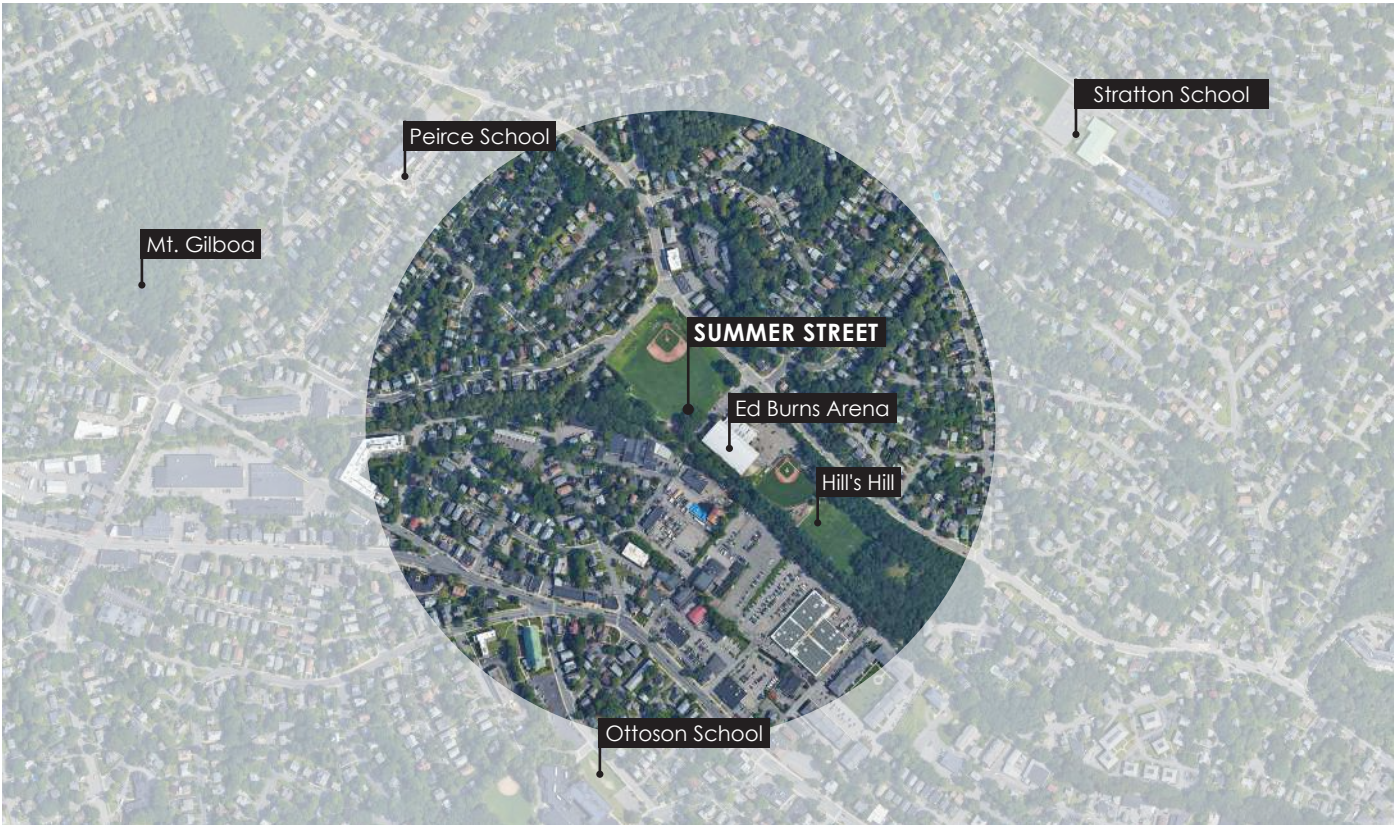 Stratton School
Peirce School
Mt. Gilboa
SUMMER STREET
Ed Burns Arena
Hill's Hill
Ottoson School